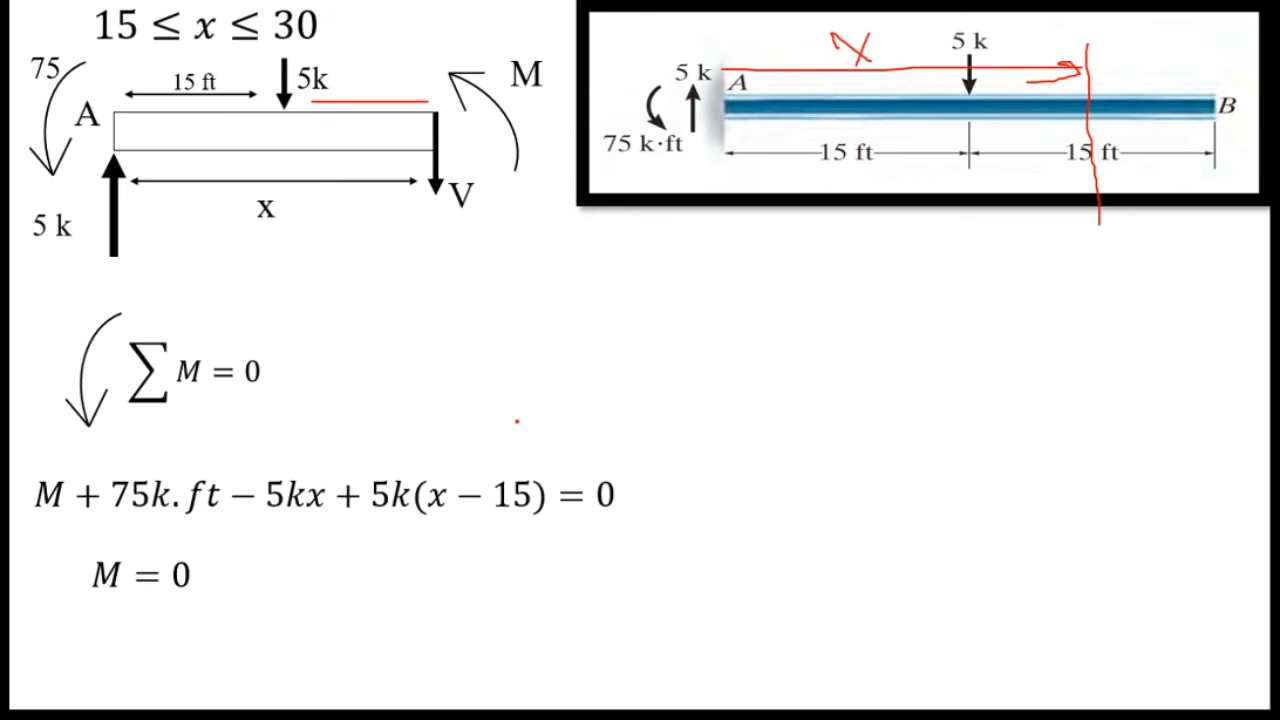 15 ≤ x ≤ 30
75
15 ft
5k
M
A
x
V
5 k
X
5 k
5 k
A
B
75 k·ft
15 ft
15 ft
∑ M = 0
M + 75k.ft − 5kx + 5k(x − 15) = 0
M = 0